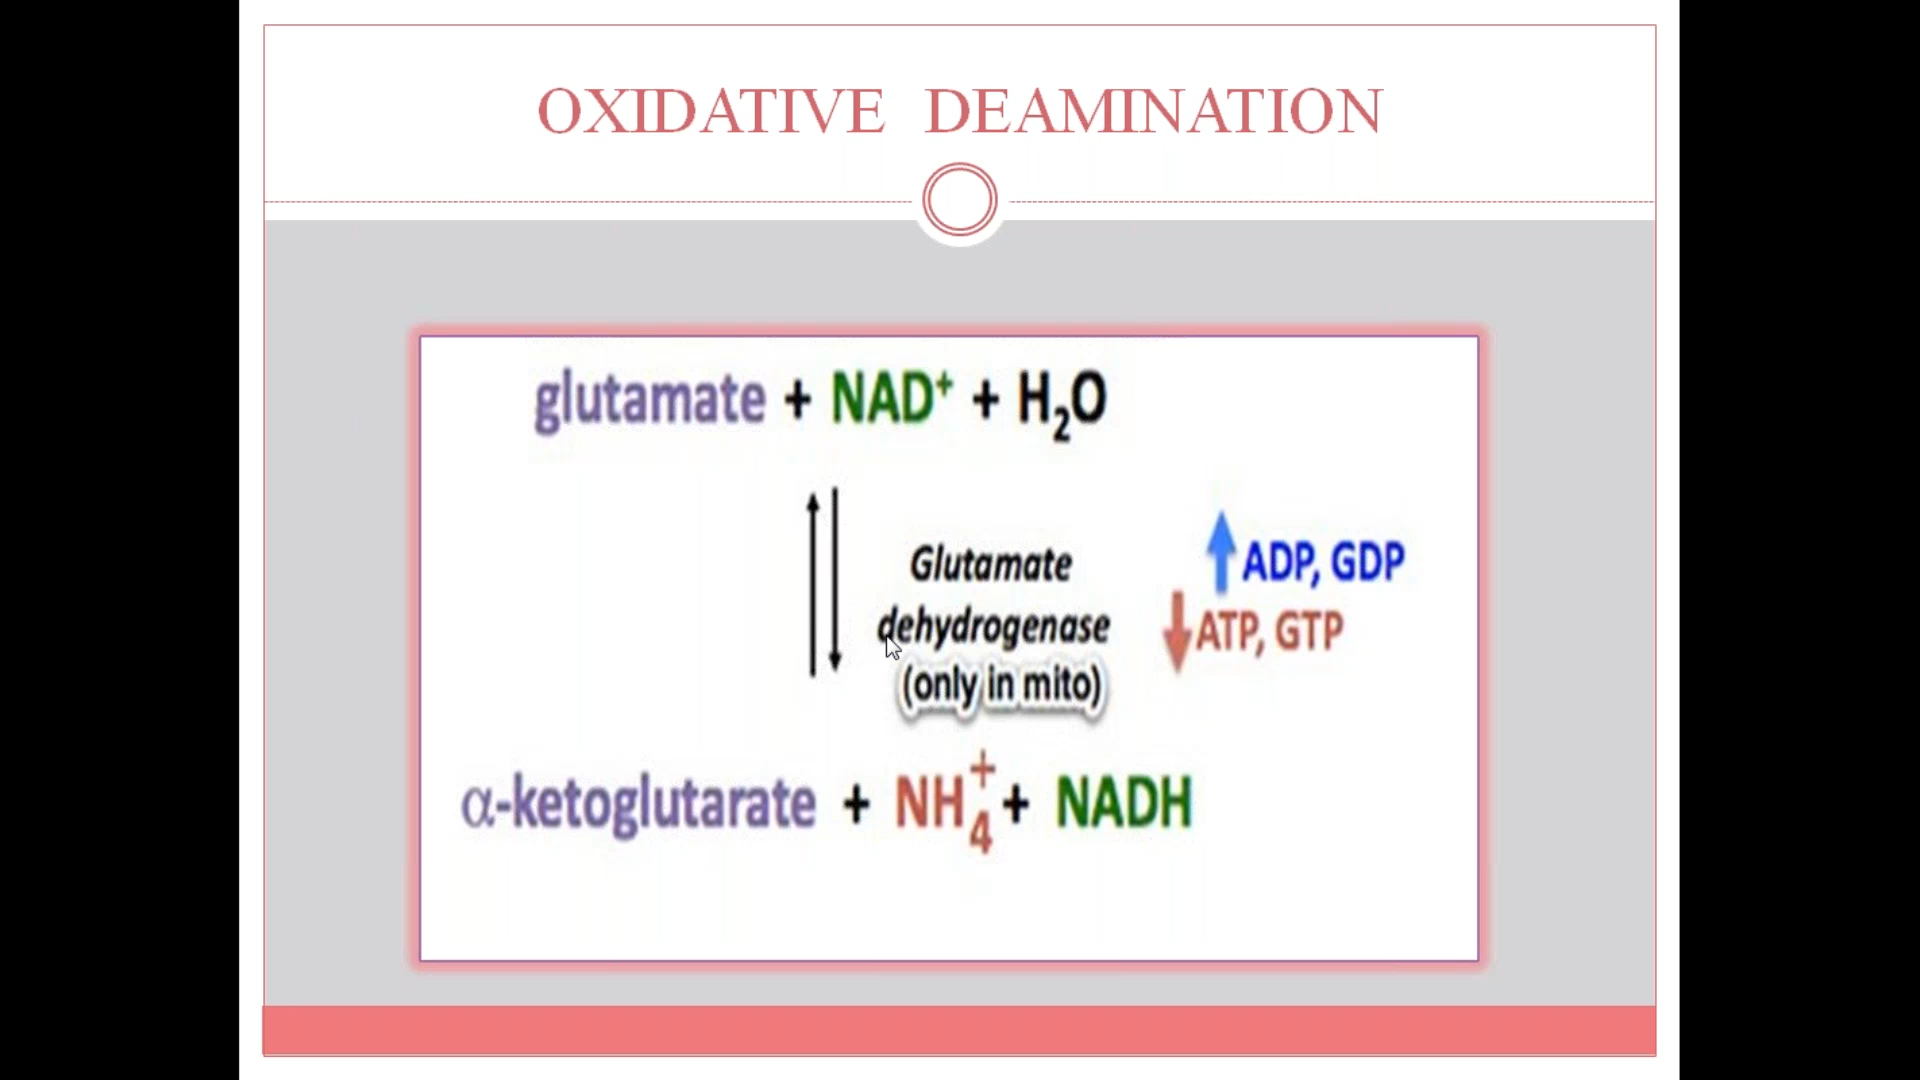 OXIDATIVE DEAMINATION
glutamate + NAD⁺ + H₂O
Glutamate
dehydrogenase
(only in mito)
ADP, GDP
ATP, GTP
α-ketoglutarate + NH₄⁺ + NADH